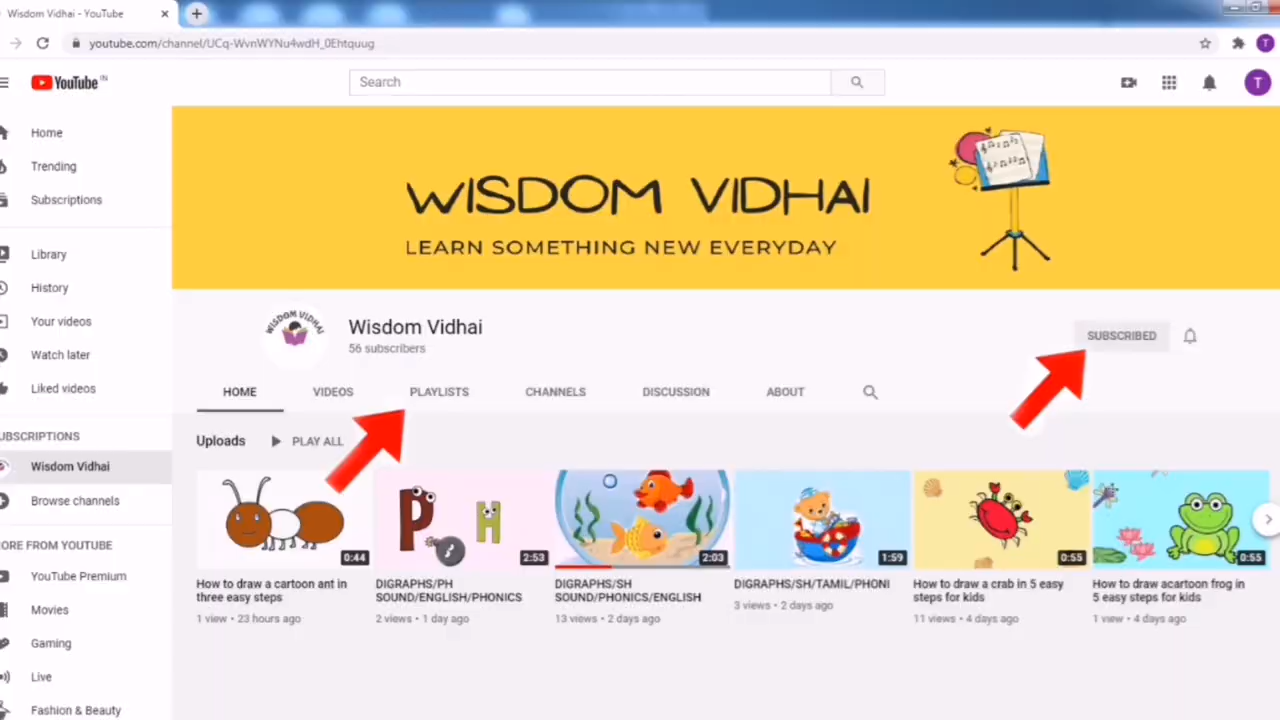 Wisdom Vidhai - YouTube
youtube.com/channel/UCq-WvnWYNu4wdH_0Ehtquug
YouTube IN
Search
T
T
Home
Trending
Subscriptions
Library
History
Your videos
Watch later
Liked videos
UBSCRIPTIONS
Wisdom Vidhai
Browse channels
ORE FROM YOUTUBE
YouTube Premium
Movies
Gaming
Live
Fashion & Beauty
WISDOM VIDHAI
LEARN SOMETHING NEW EVERYDAY
WISDOM VIDHAI
Wisdom Vidhai
56 subscribers
SUBSCRIBED
HOME VIDEOS PLAYLISTS CHANNELS DISCUSSION ABOUT
Uploads PLAY ALL
P H
0:44 2:53 2:03 1:59 0:55 0:55
How to draw a cartoon ant in
three easy steps
1 view • 23 hours ago
DIGRAPHS/PH
SOUND/ENGLISH/PHONICS
2 views • 1 day ago
DIGRAPHS/SH
SOUND/PHONICS/ENGLISH
13 views • 2 days ago
DIGRAPHS/SH/TAMIL/PHONI
3 views • 2 days ago
How to draw a crab in 5 easy
steps for kids
11 views • 4 days ago
How to draw acartoon frog in
5 easy steps for kids
1 view • 4 days ago